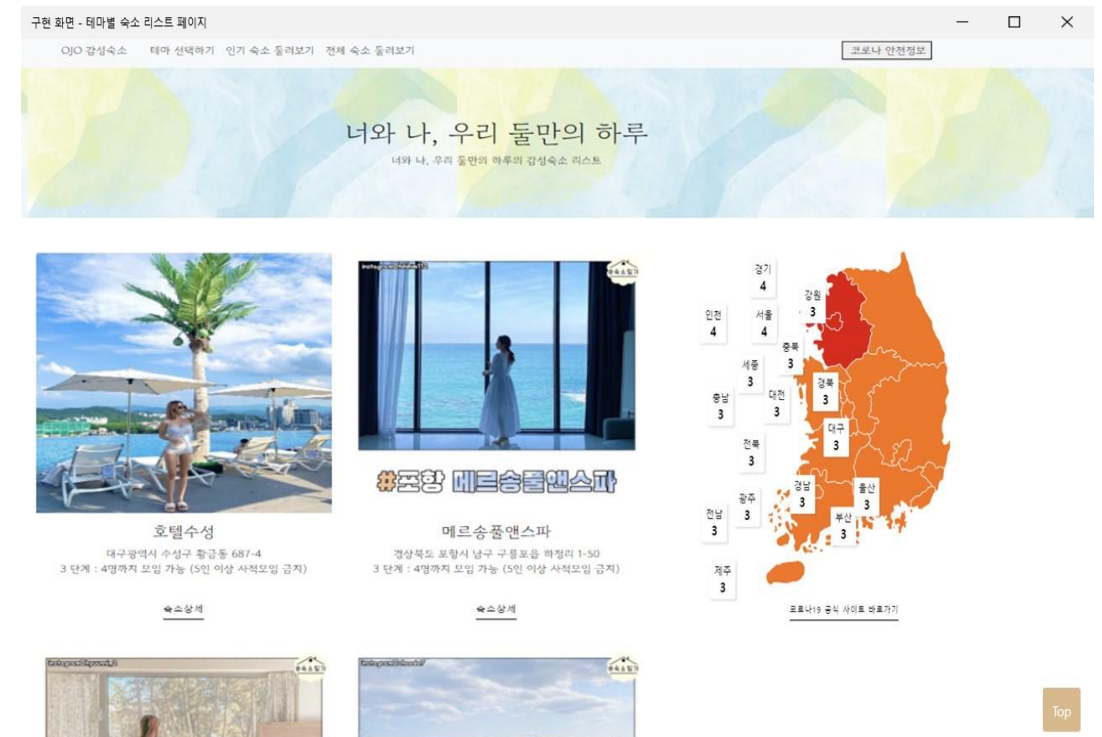 구현 화면 - 테마별 숙소 리스트 페이지
OJO 감성숙소 테마 선택하기 인기 숙소 둘러보기 전체 숙소 둘러보기 코로나 안전정보
너와 나, 우리 둘만의 하루
너와 나, 우리 둘만의 하루의 감성숙소 리스트
#포항 메르송풀앤스파
호텔수성
대구광역시 수성구 황금동 687-4
3 단계 : 4명까지 모임 가능 (5인 이상 사적모임 금지)
숙소상세
메르송풀앤스파
경상북도 포항시 남구 구룡포읍 하정리 1-50
3 단계 : 4명까지 모임 가능 (5인 이상 사적모임 금지)
숙소상세
경기
4
강원
3
인천
4
서울
4
충북
3
세종
3
경북
3
충남
3
대전
3
대구
3
전북
3
경남
3
울산
3
광주
3
전남
3
부산
3
제주
3
코로나19 공식 사이트 바로가기
Top